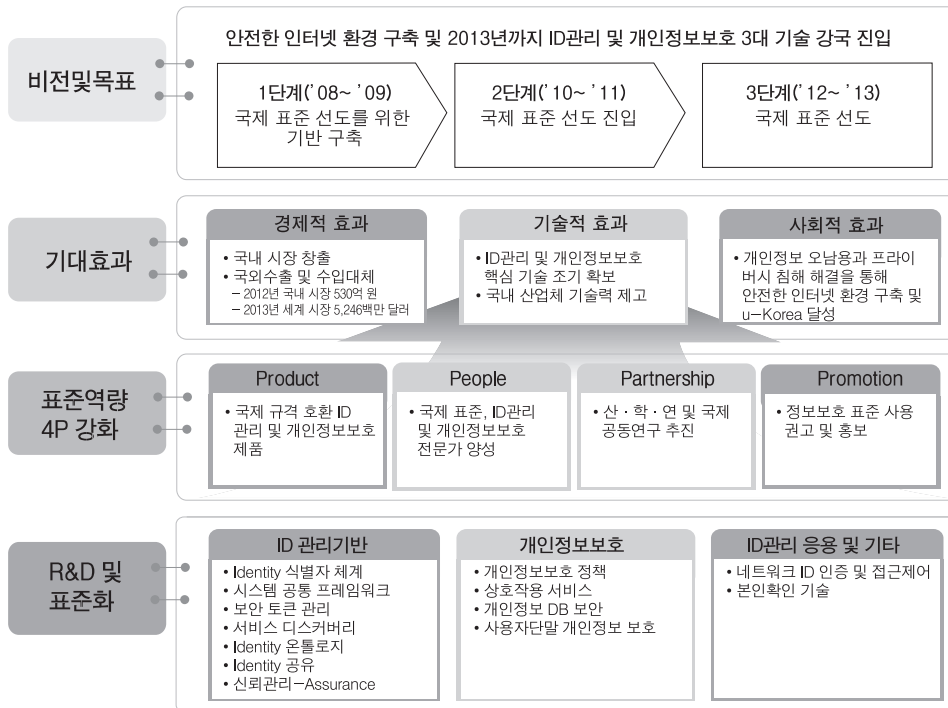 비전및목표
안전한 인터넷 환경 구축 및 2013년까지 ID관리 및 개인정보보호 3대 기술 강국 진입
1단계('08~ '09)
국제 표준 선도를 위한
기반 구축
2단계('10~ '11)
국제 표준 선도 진입
3단계('12~ '13)
국제 표준 선도
기대효과
경제적 효과
• 국내 시장 창출
• 국외수출 및 수입대체
– 2012년 국내 시장 530억 원
– 2013년 세계 시장 5,246백만 달러
기술적 효과
• ID관리 및 개인정보보호
핵심 기술 조기 확보
• 국내 산업체 기술력 제고
사회적 효과
• 개인정보 오남용과 프라이
버시 침해 해결을 통해
안전한 인터넷 환경 구축 및
u–Korea 달성
표준역량
4P 강화
Product
• 국제 규격 호환 ID
관리 및 개인정보보호
제품
People
• 국제 표준, ID관리
및 개인정보보호
전문가 양성
Partnership
• 산 · 학 · 연 및 국제
공동연구 추진
Promotion
• 정보보호 표준 사용
권고 및 홍보
R&D 및
표준화
ID 관리기반
• Identity 식별자 체계
• 시스템 공통 프레임워크
• 보안 토큰 관리
• 서비스 디스커버리
• Identity 온톨로지
• Identity 공유
• 신뢰관리–Assurance
개인정보보호
• 개인정보보호 정책
• 상호작용 서비스
• 개인정보 DB 보안
• 사용자단말 개인정보 보호
ID관리 응용 및 기타
• 네트워크 ID 인증 및 접근제어
• 본인확인 기술